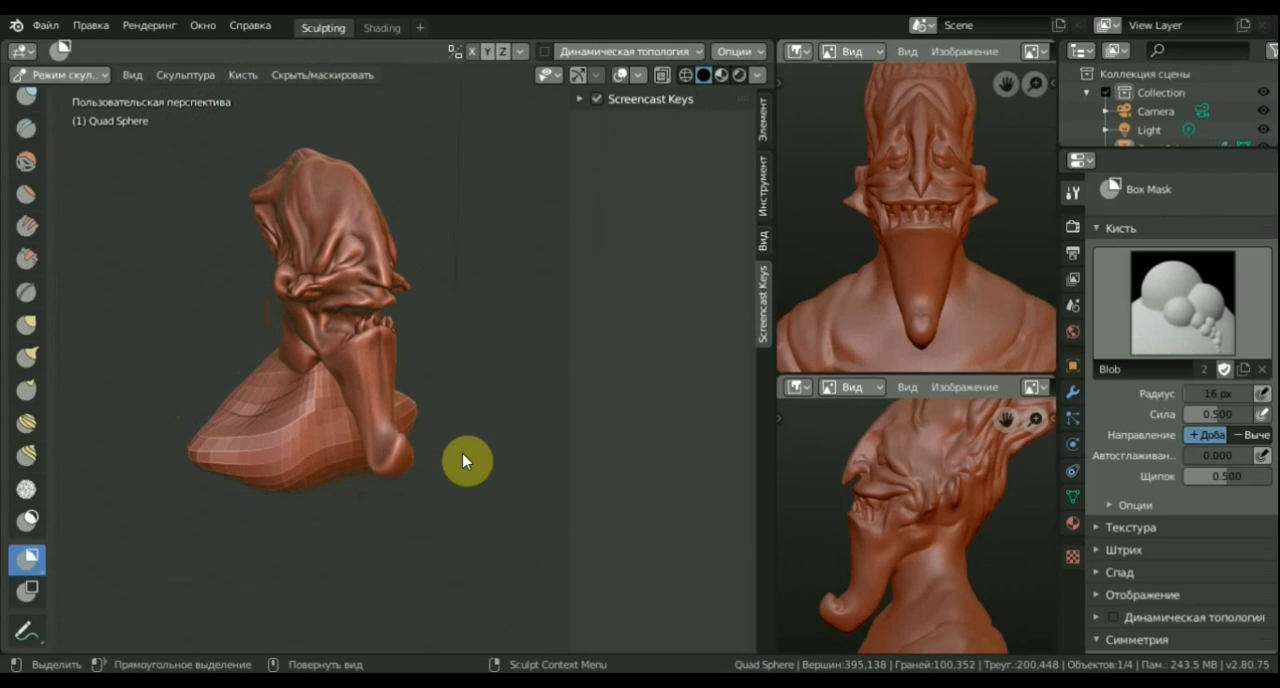 Файл Правка Рендеринг Окно Справка Sculpting Shading + Scene View Layer
X Y Z Динамическая топология Опции Вид Вид Изображение
Режим скул.. Вид Скульптура Кисть Скрыть/маскировать
Пользовательская перспектива
(1) Quad Sphere
Screencast Keys
Элемент
Инструмент
Вид
Screencast Keys
Вид Вид Изображение
Коллекция сцены
Collection
Camera
Light
Box Mask
Кисть
Blob 2
Радиус 16 px
Сила 0.500
Направление + Доба — Выче
Автосглаживан.. 0.000
Щипок 0.500
Опции
Текстура
Штрих
Спад
Отображение
Динамическая топология
Симметрия
Выделить Прямоугольное выделение Повернуть вид Sculpt Context Menu Quad Sphere | Вершин:395,138 | Граней:100,352 | Треуг.:200,448 | Объектов:1/4 | Пам.: 243.5 MB | v2.80.75